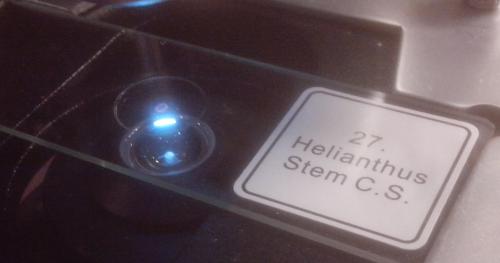 27.
Helianthus
Stem C.S.